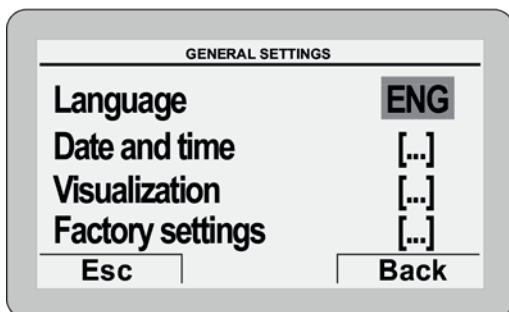 GENERAL SETTINGS
Language ENG
Date and time [...]
Visualization [...]
Factory settings [...]
Esc Back